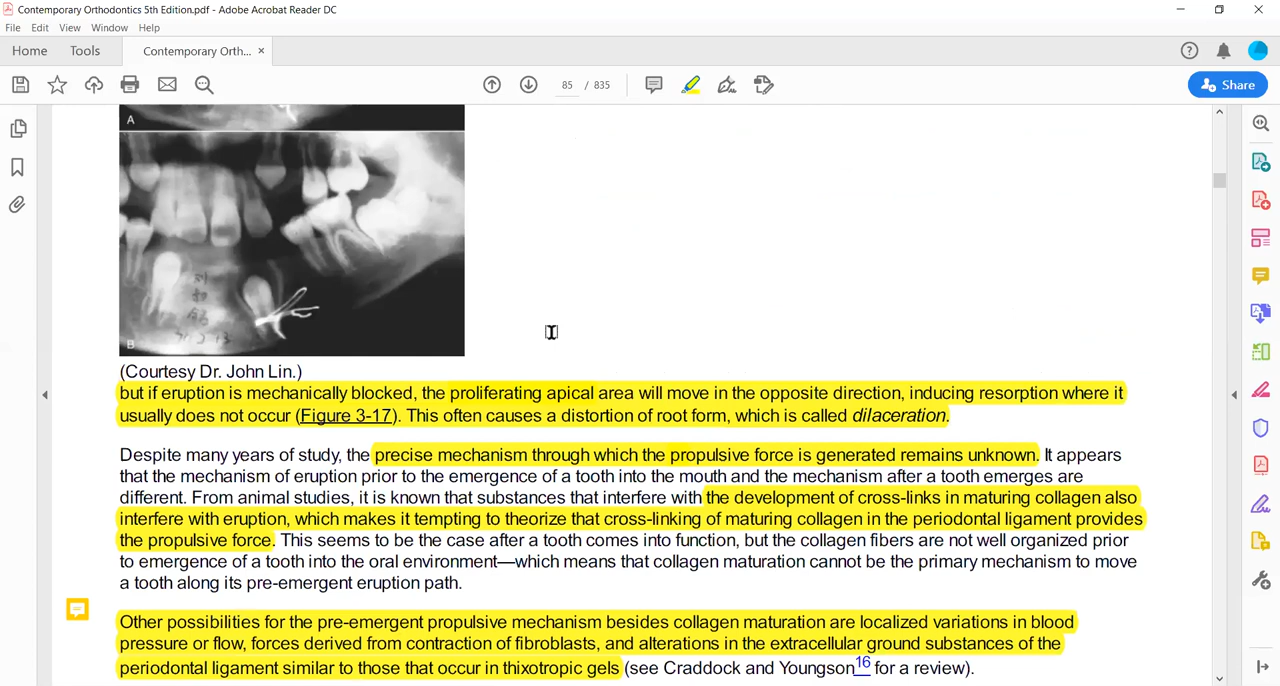 Contemporary Orthodontics 5th Edition.pdf - Adobe Acrobat Reader DC
File Edit View Window Help
Home Tools Contemporary Orth... ×
85 / 835
Share
A
B
(Courtesy Dr. John Lin.)
but if eruption is mechanically blocked, the proliferating apical area will move in the opposite direction, inducing resorption where it
usually does not occur (Figure 3-17). This often causes a distortion of root form, which is called dilaceration.
Despite many years of study, the precise mechanism through which the propulsive force is generated remains unknown. It appears
that the mechanism of eruption prior to the emergence of a tooth into the mouth and the mechanism after a tooth emerges are
different. From animal studies, it is known that substances that interfere with the development of cross-links in maturing collagen also
interfere with eruption, which makes it tempting to theorize that cross-linking of maturing collagen in the periodontal ligament provides
the propulsive force. This seems to be the case after a tooth comes into function, but the collagen fibers are not well organized prior
to emergence of a tooth into the oral environment—which means that collagen maturation cannot be the primary mechanism to move
a tooth along its pre-emergent eruption path.
Other possibilities for the pre-emergent propulsive mechanism besides collagen maturation are localized variations in blood
pressure or flow, forces derived from contraction of fibroblasts, and alterations in the extracellular ground substances of the
periodontal ligament similar to those that occur in thixotropic gels (see Craddock and Youngson16 for a review).